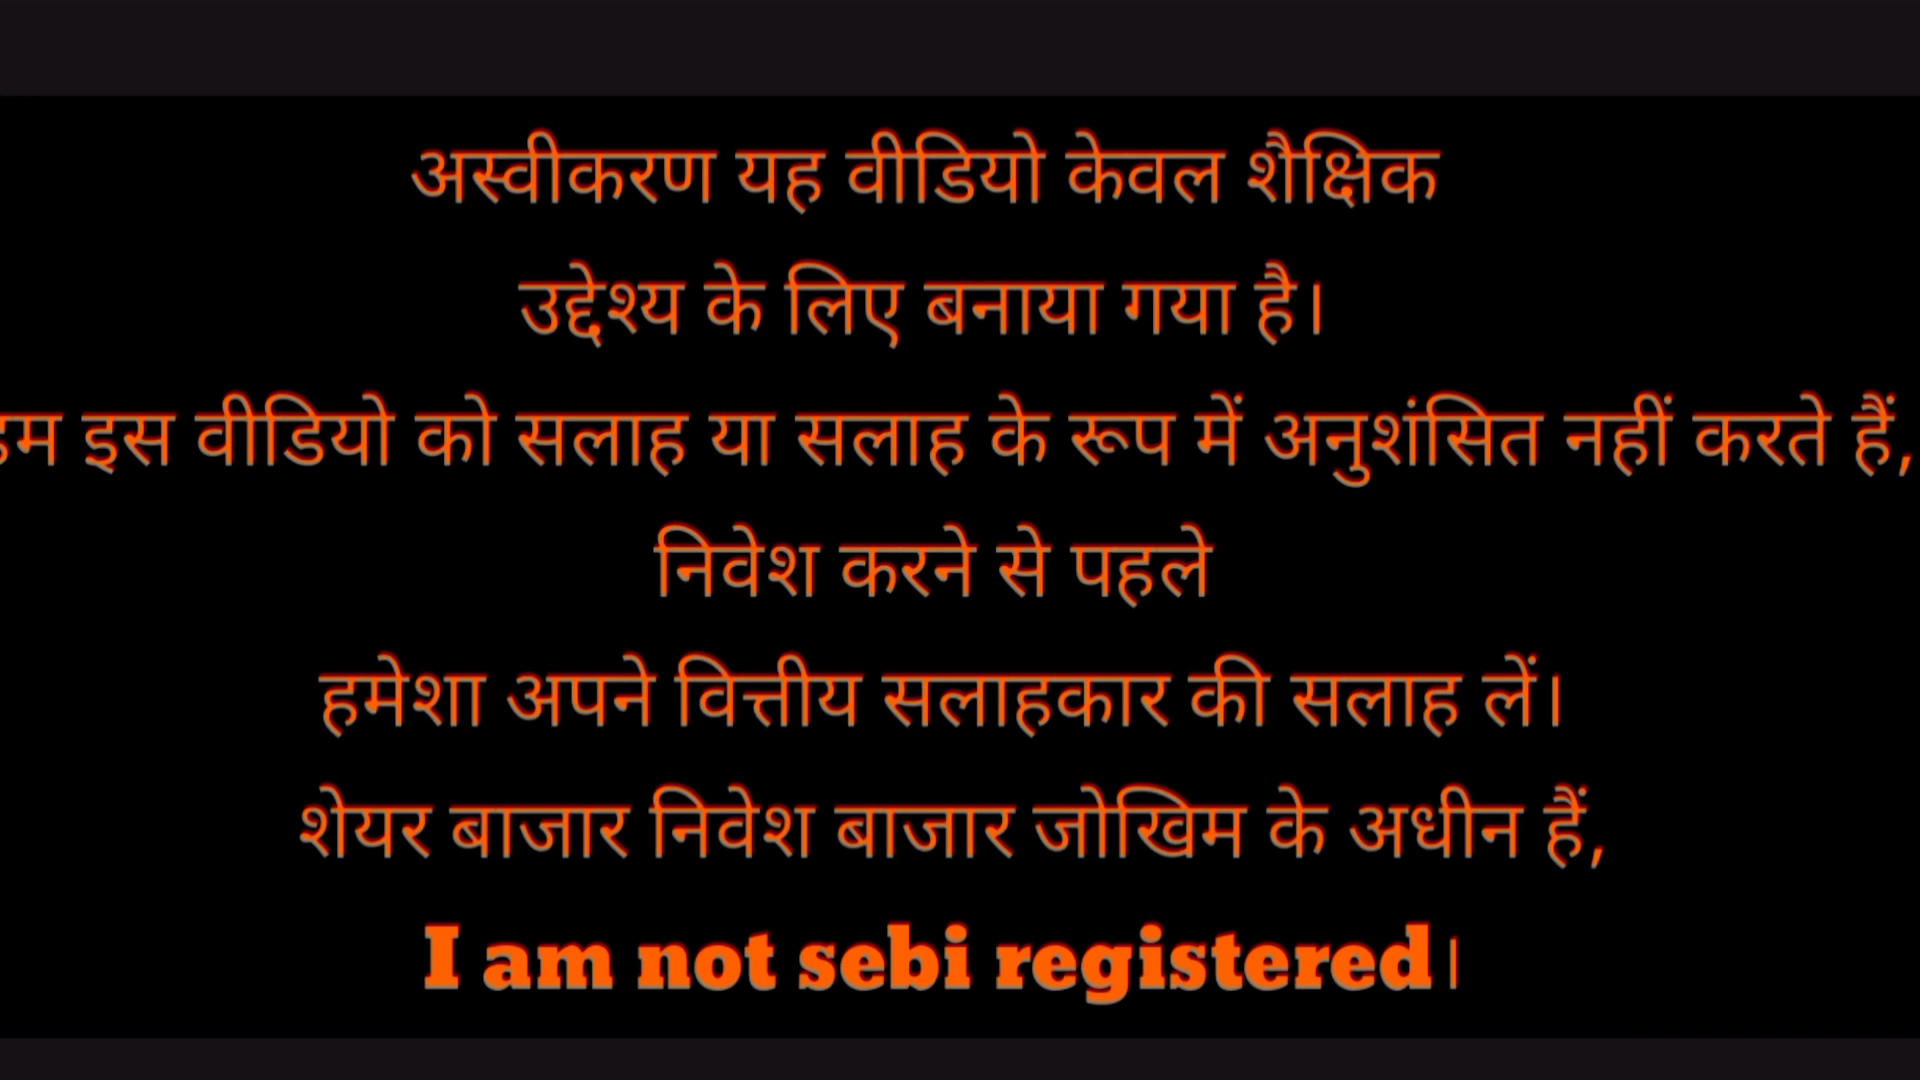 अस्वीकरण यह वीडियो केवल शैक्षिक
उद्देश्य के लिए बनाया गया है।
हम इस वीडियो को सलाह या सलाह के रूप में अनुशंसित नहीं करते हैं,
निवेश करने से पहले
हमेशा अपने वित्तीय सलाहकार की सलाह लें।
शेयर बाजार निवेश बाजार जोखिम के अधीन हैं,
I am not sebi registered।